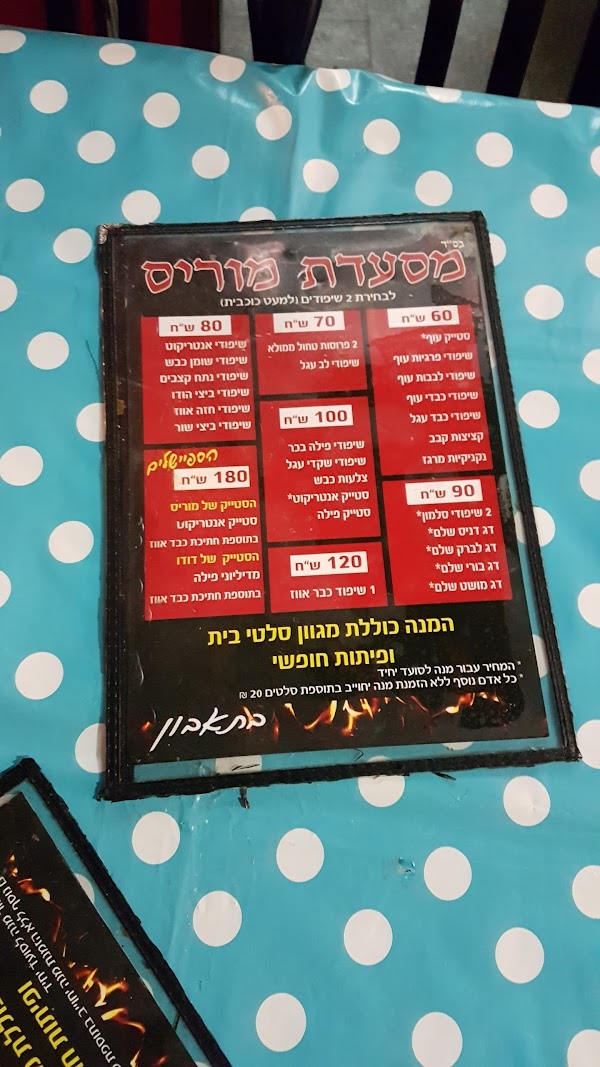 בס"ד
מסעדת מוריס
לבחירת 2 שיפודים (למעט כוכבית)
60 ש"ח
סטייק עוף*
שיפודי פרגיות עוף
שיפודי לבבות עוף
שיפודי כבדי עוף
שיפודי כבד עגל
קציצות קבב
נקניקיות מרגז
70 ש"ח
2 פרוסות טחול ממולא
שיפודי לב עגל
80 ש"ח
שיפודי אנטריקוט
שיפודי שומן כבש
שיפודי נתח קצבים
שיפודי ביצי הודו
שיפודי חזה אווז
שיפודי ביצי שור
90 ש"ח
2 שיפודי סלמון*
דג דניס שלם*
דג לברק שלם*
דג בורי שלם*
דג מושט שלם*
100 ש"ח
שיפודי פילה בכר
שיפודי שקדי עגל
צלעות כבש
סטייק אנטריקוט*
סטייק פילה
120 ש"ח
1 שיפוד כבד אווז
הספיישלים
180 ש"ח
הסטייק של מוריס
סטייק אנטריקוט
בתוספת חתיכת כבד אווז
הסטייק של דודו
מדיליוני פילה
בתוספת חתיכת כבד אווז
המנה כוללת מגוון סלטי בית
ופיתות חופשי
* המחיר עבור מנה לסועד יחיד
* כל אדם נוסף ללא הזמנת מנה יחוייב בתוספת סלטים 20 ₪
בתאבון